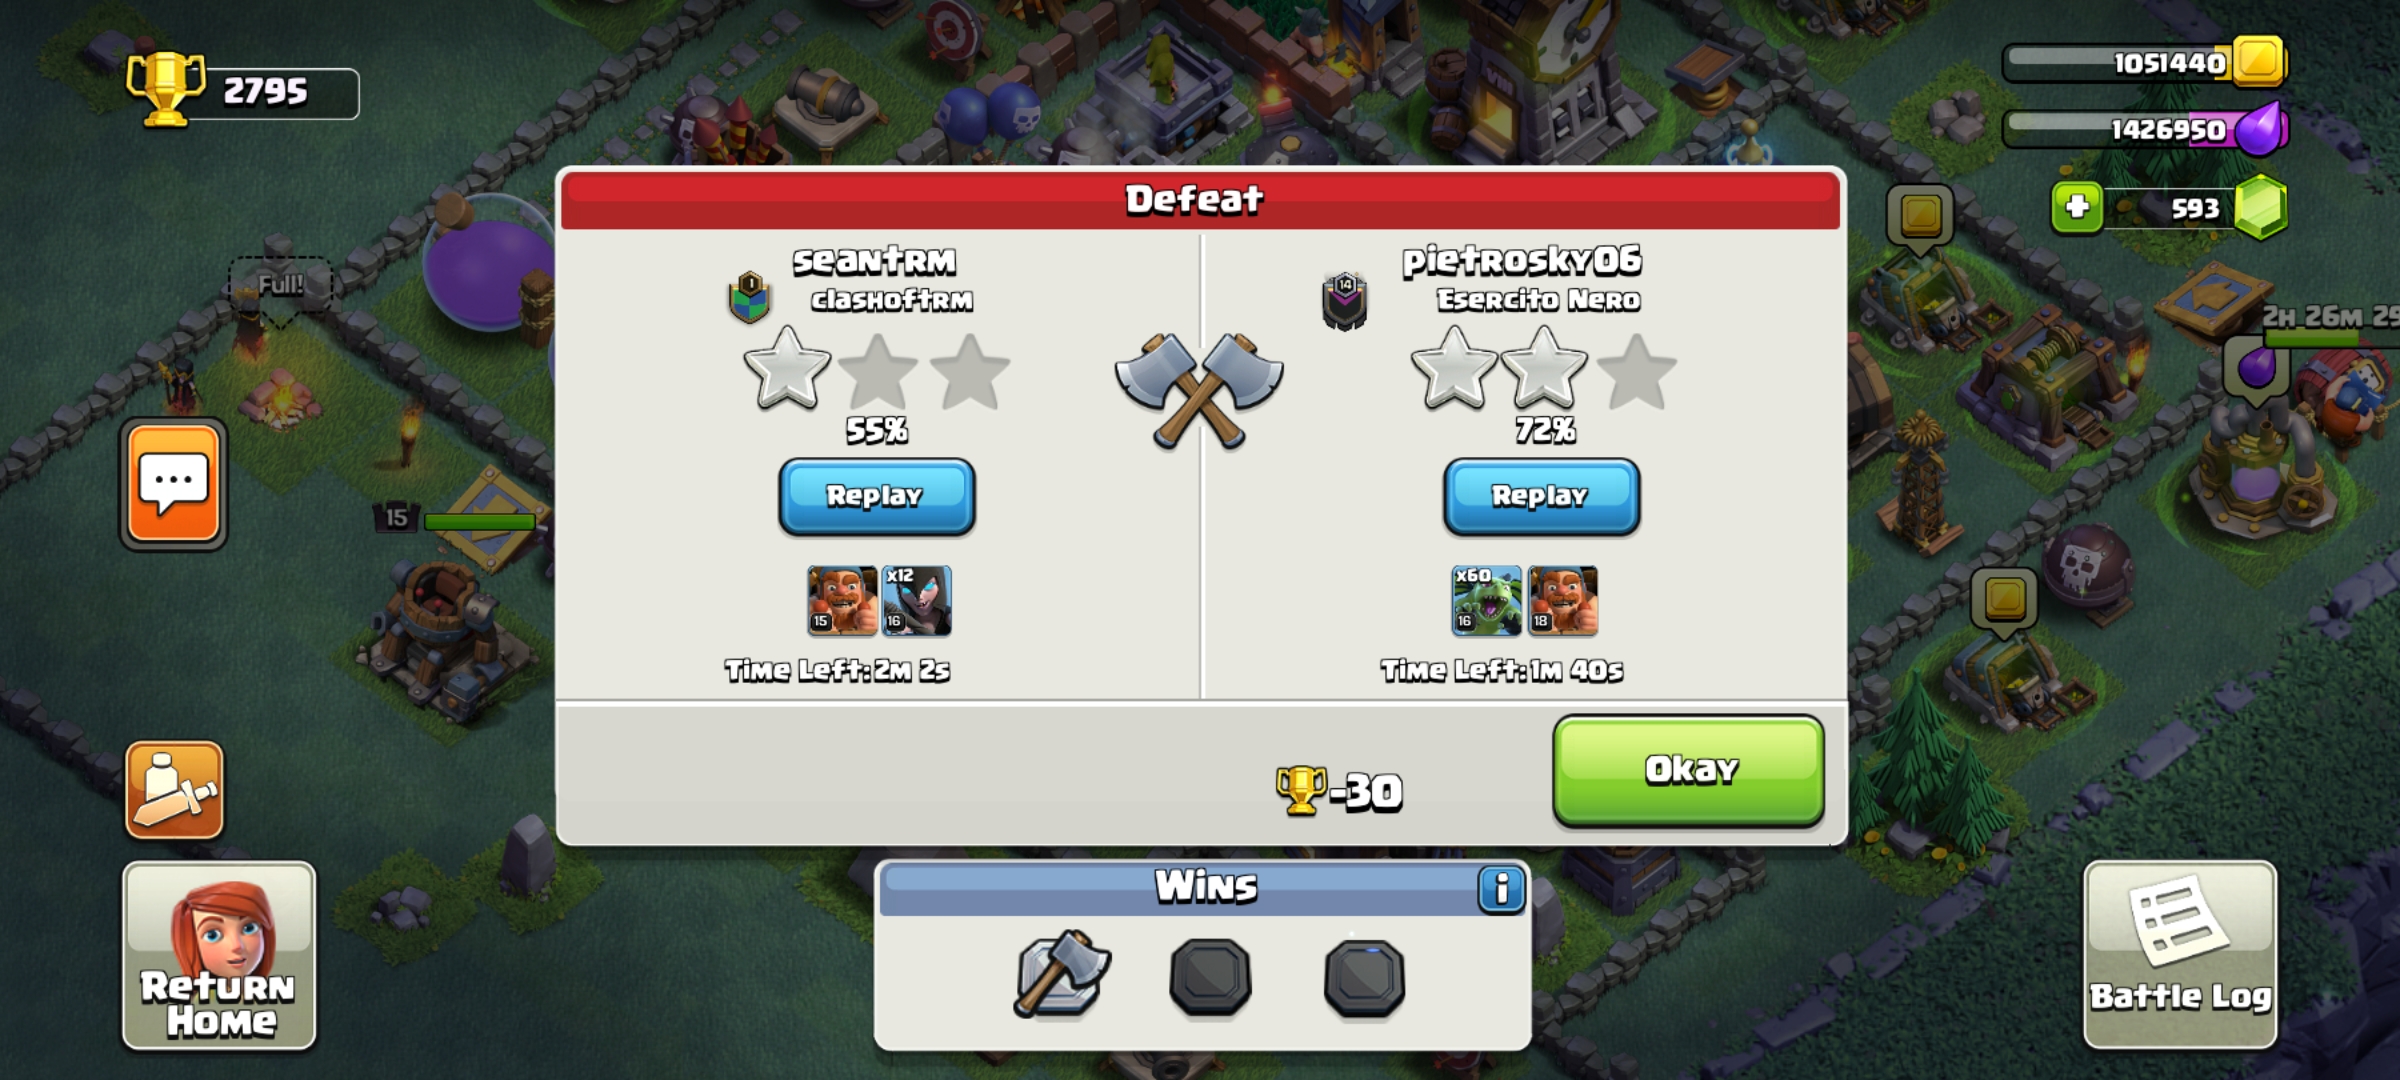 2795
1051440
1426950
593
Full!
2H 26M 29
15
Defeat
seantrm
1
clashoftrm
55%
Replay
15
x12
16
Time Left:2M 2s
pietrosky06
14
Esercito Nero
72%
Replay
x60
16
18
Time Left:1M 40s
-30
Okay
Wins
i
Return
Home
Battle Log